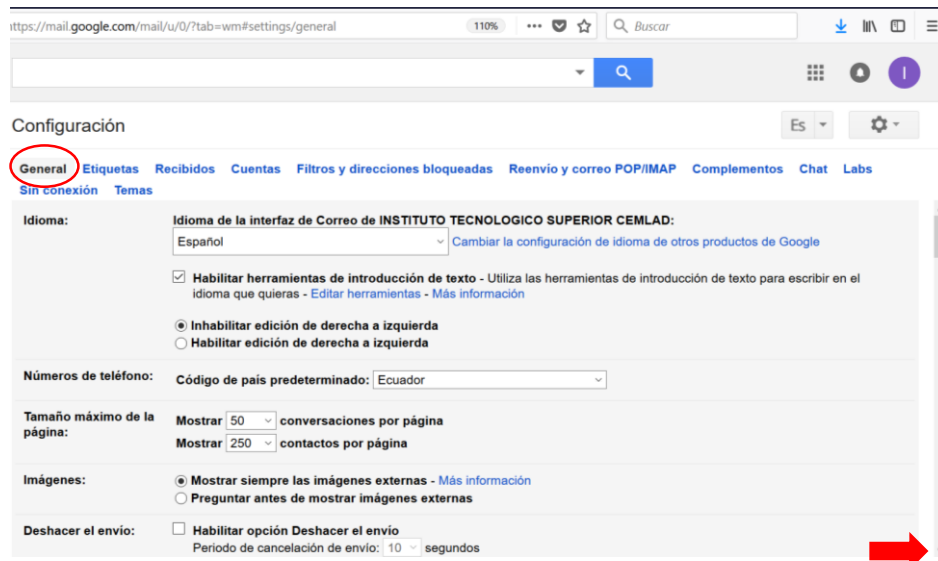 ttps://mail.google.com/mail/u/0/?tab=wm#settings/general 110% Buscar
I
Configuración Es
General Etiquetas Recibidos Cuentas Filtros y direcciones bloqueadas Reenvío y correo POP/IMAP Complementos Chat Labs
Sin conexión Temas
Idioma: Idioma de la interfaz de Correo de INSTITUTO TECNOLOGICO SUPERIOR CEMLAD:
Español Cambiar la configuración de idioma de otros productos de Google
Habilitar herramientas de introducción de texto - Utiliza las herramientas de introducción de texto para escribir en el
idioma que quieras - Editar herramientas - Más información
Inhabilitar edición de derecha a izquierda
Habilitar edición de derecha a izquierda
Números de teléfono: Código de país predeterminado: Ecuador
Tamaño máximo de la
página:
Mostrar 50 conversaciones por página
Mostrar 250 contactos por página
Imágenes: Mostrar siempre las imágenes externas - Más información
Preguntar antes de mostrar imágenes externas
Deshacer el envío: Habilitar opción Deshacer el envío
Periodo de cancelación de envío: 10 segundos